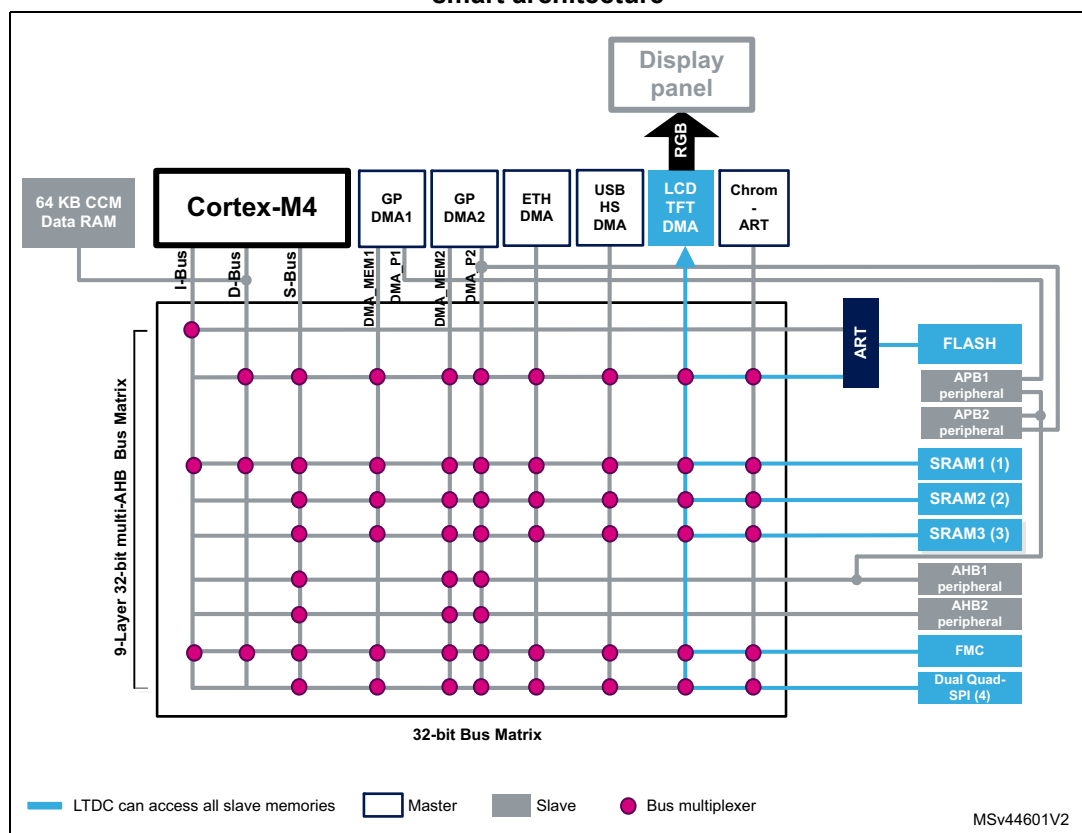 smart architecture
Display
panel
RGB
64 KB CCM
Data RAM
Cortex-M4
GP
DMA1
GP
DMA2
ETH
DMA
USB
HS
DMA
LCD
TFT
DMA
Chrom
-
ART
I-Bus
D-Bus
S-Bus
DMA_MEM1
DMA_P1
DMA_MEM2
DMA_P2
9-Layer 32-bit multi-AHB Bus Matrix
ART
FLASH
APB1
peripheral
APB2
peripheral
SRAM1 (1)
SRAM2 (2)
SRAM3 (3)
AHB1
peripheral
AHB2
peripheral
FMC
Dual Quad-
SPI (4)
32-bit Bus Matrix
LTDC can access all slave memories
Master
Slave
Bus multiplexer
MSv44601V2